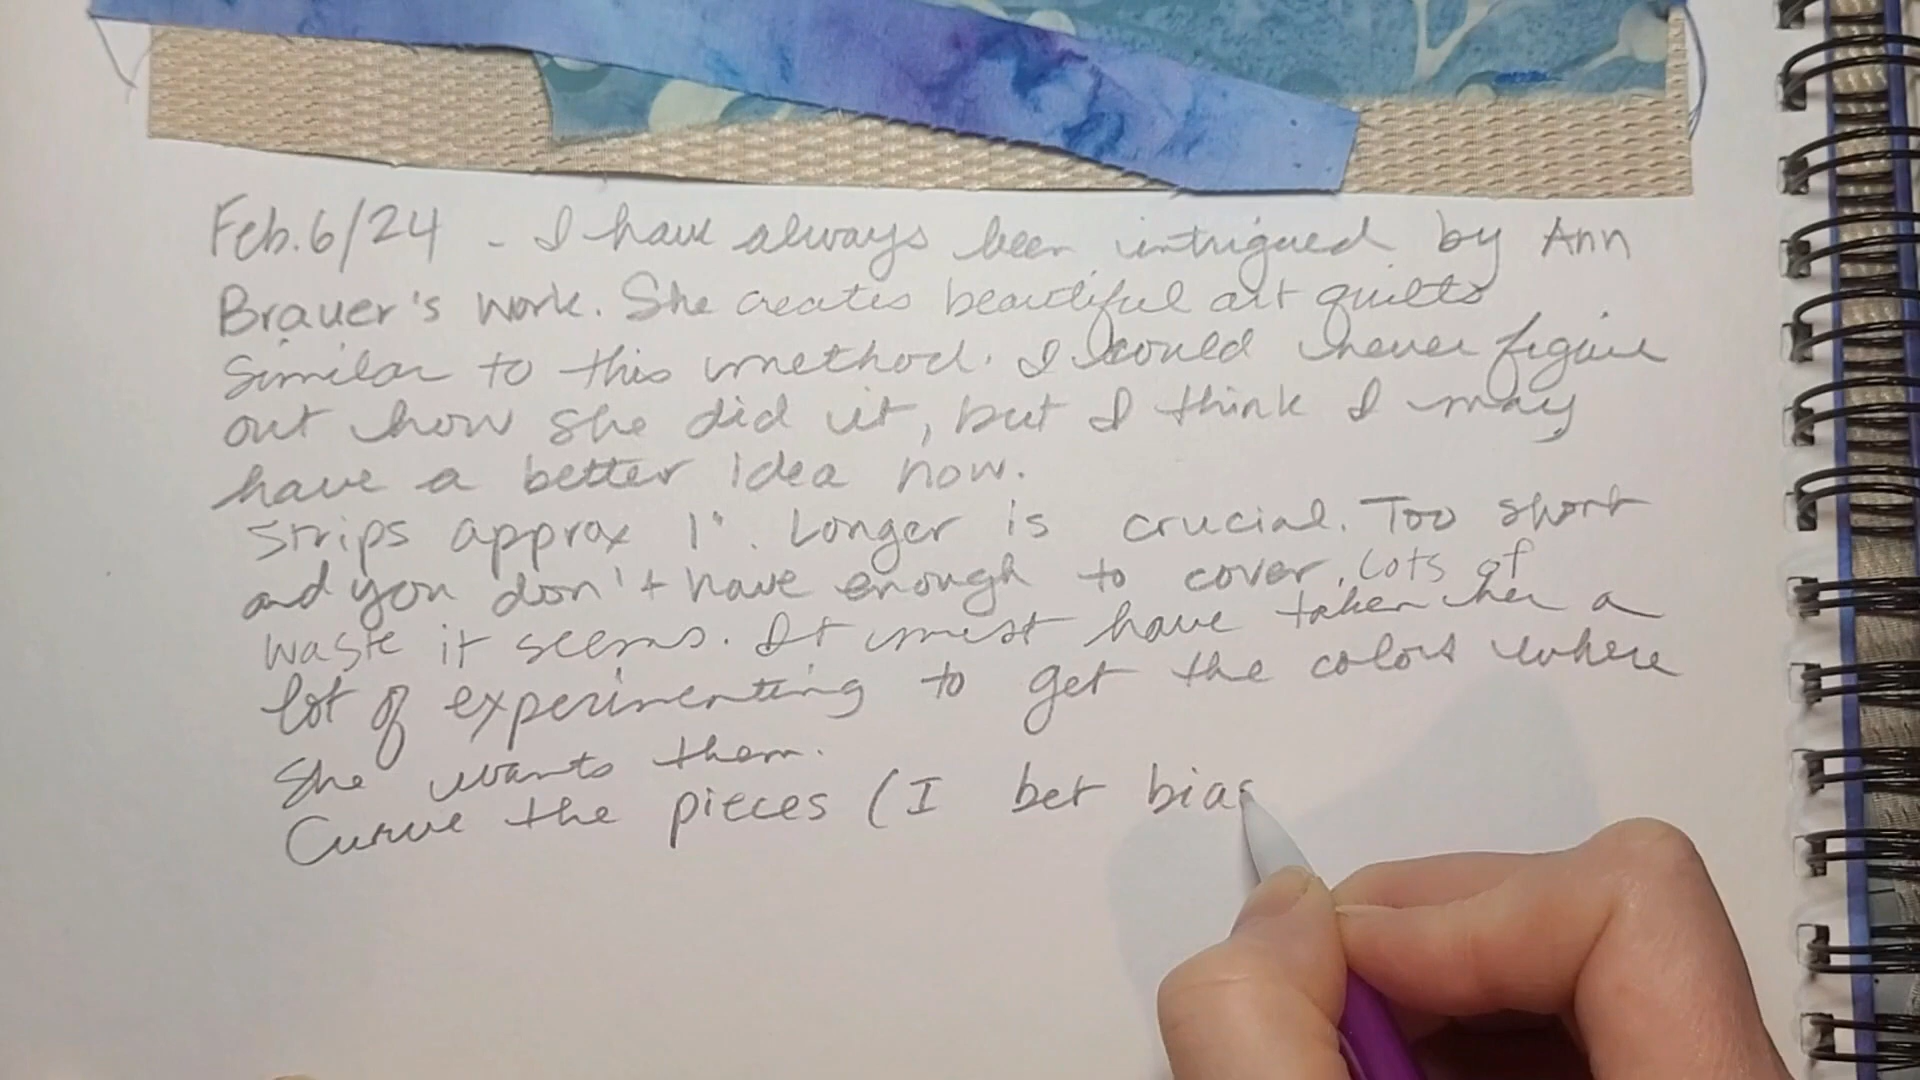 Feb. 6/24 - I have always been intrigued by Ann
Brauer's work. She creates beautiful art quilts
similar to this method. I could never figure
out how she did it, but I think I may
have a better idea now.
Strips approx 1". Longer is crucial. Too short
and you don't have enough to cover. Lots of
waste it seems. It must have taken her a
lot of experimenting to get the colors where
she wants them.
Curve the pieces (I bet bias